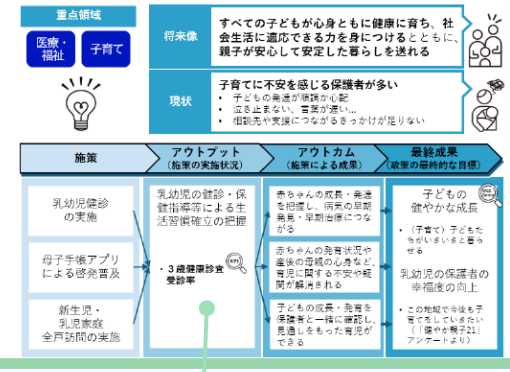 重点領域
医療・
福祉
子育て
将来像
すべての子どもが心身ともに健康に育ち、社
会生活に適応できる力を身につけるとともに、
親子が安心して安定した暮らしを送れる
現状
子育てに不安を感じる保護者が多い
• 子どもの発達が順調か心配
• 泣き止まない、言葉が遅い…
• 相談先や支援につながるきっかけが足りない
施策
アウトプット
(施策の実施状況)
アウトカム
(施策による成果)
最終成果
(政策の最終的な目標)
乳幼児健診
の実施
母子手帳アプリ
による啓発普及
新生児・
乳児家庭
全戸訪問の実施
乳幼児の健診・保
健指導等による生
活習慣確立の把握
・３歳健康診査
受診率
赤ちゃんの成長・発達
を把握し、病気の早期
発見・早期治療につな
がる
赤ちゃんの発育状況や
産後の母親の心身など、
育児に関する不安や疑
問が解消される
子どもの成長・発育を
保護者と一緒に確認し、
見通しをもった育児が
できる
子どもの
健やかな成長
• (子育て）子どもた
ちがいきいきと暮ら
せる
乳幼児の保護者の
幸福度の向上
• この地域で今後も子
育てをしていきたい
(「健やか親子21」
アンケートより)